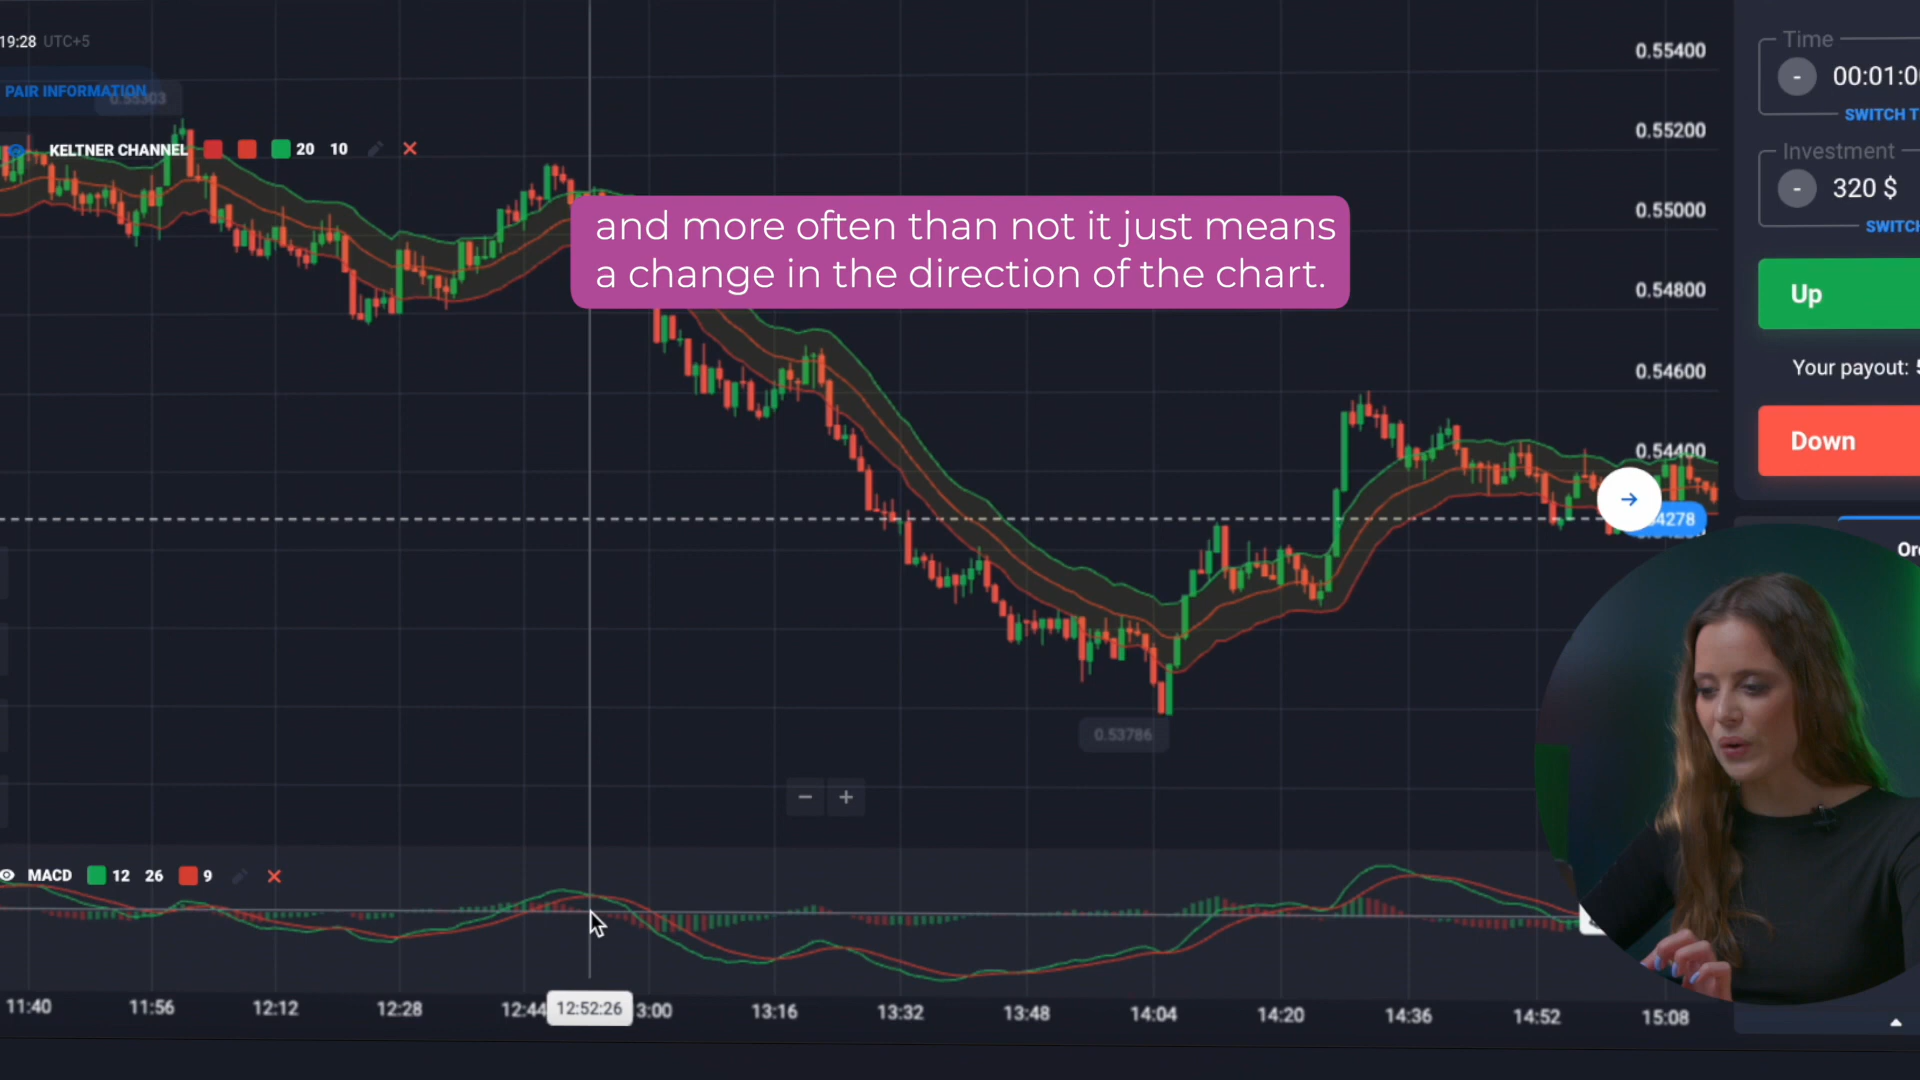 19:28 UTC+5
PAIR INFORMATION
0.55303
KELTNER CHANNEL 20 10
and more often than not it just means
a change in the direction of the chart.
0.55400
0.55200
0.55000
0.54800
0.54600
0.54400
4278
0.53786
Time
- 00:01:0
SWITCH T
Investment
- 320 $
SWITCH
Up
Your payout:
Down
− +
MACD 12 26 9
11:40 11:56 12:12 12:28 12:44 12:52:26 3:00 13:16 13:32 13:48 14:04 14:20 14:36 14:52 15:08